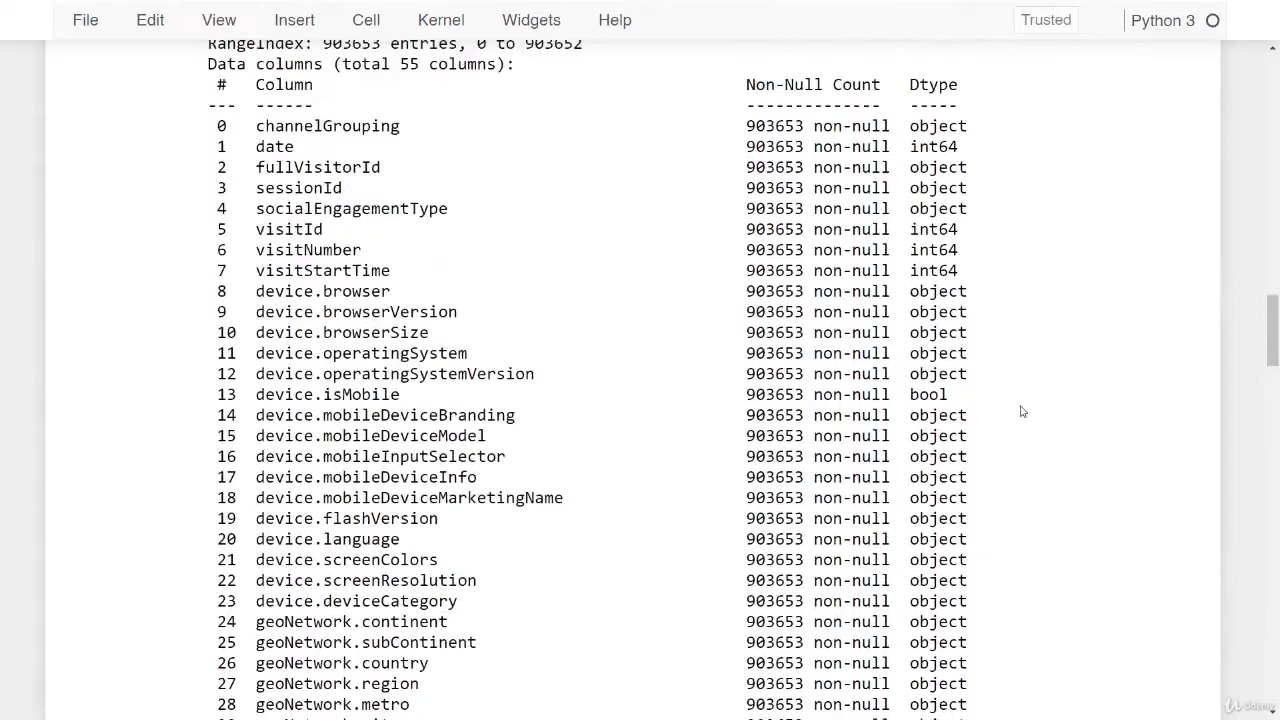 File Edit View Insert Cell Kernel Widgets Help Trusted Python 3
RangeIndex: 903653 entries, 0 to 903652
Data columns (total 55 columns):
# Column Non-Null Count Dtype
--- ------ -------------- -----
0 channelGrouping 903653 non-null object
1 date 903653 non-null int64
2 fullVisitorId 903653 non-null object
3 sessionId 903653 non-null object
4 socialEngagementType 903653 non-null object
5 visitId 903653 non-null int64
6 visitNumber 903653 non-null int64
7 visitStartTime 903653 non-null int64
8 device.browser 903653 non-null object
9 device.browserVersion 903653 non-null object
10 device.browserSize 903653 non-null object
11 device.operatingSystem 903653 non-null object
12 device.operatingSystemVersion 903653 non-null object
13 device.isMobile 903653 non-null bool
14 device.mobileDeviceBranding 903653 non-null object
15 device.mobileDeviceModel 903653 non-null object
16 device.mobileInputSelector 903653 non-null object
17 device.mobileDeviceInfo 903653 non-null object
18 device.mobileDeviceMarketingName 903653 non-null object
19 device.flashVersion 903653 non-null object
20 device.language 903653 non-null object
21 device.screenColors 903653 non-null object
22 device.screenResolution 903653 non-null object
23 device.deviceCategory 903653 non-null object
24 geoNetwork.continent 903653 non-null object
25 geoNetwork.subContinent 903653 non-null object
26 geoNetwork.country 903653 non-null object
27 geoNetwork.region 903653 non-null object
28 geoNetwork.metro 903653 non-null object
Udemy